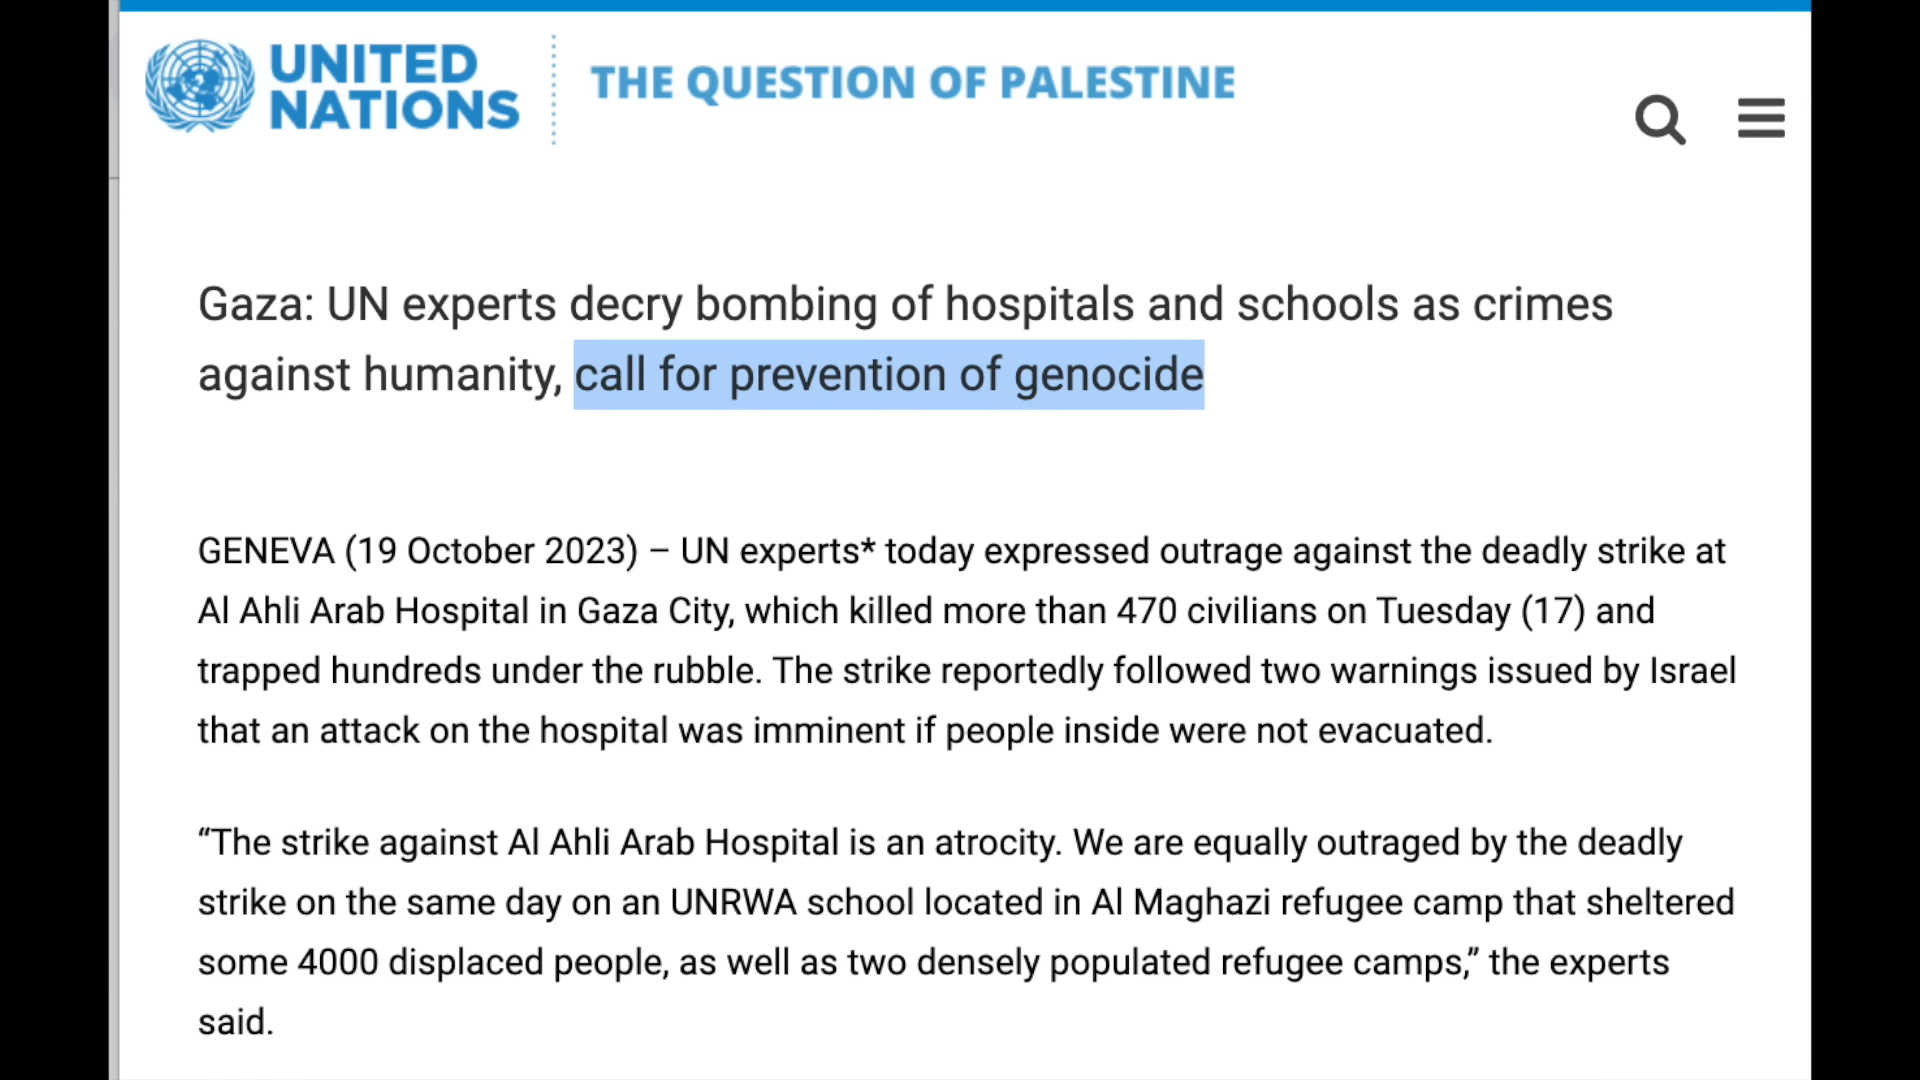 UNITED
NATIONS
THE QUESTION OF PALESTINE
Gaza: UN experts decry bombing of hospitals and schools as crimes
against humanity, call for prevention of genocide
GENEVA (19 October 2023) – UN experts* today expressed outrage against the deadly strike at
Al Ahli Arab Hospital in Gaza City, which killed more than 470 civilians on Tuesday (17) and
trapped hundreds under the rubble. The strike reportedly followed two warnings issued by Israel
that an attack on the hospital was imminent if people inside were not evacuated.
“The strike against Al Ahli Arab Hospital is an atrocity. We are equally outraged by the deadly
strike on the same day on an UNRWA school located in Al Maghazi refugee camp that sheltered
some 4000 displaced people, as well as two densely populated refugee camps,” the experts
said.